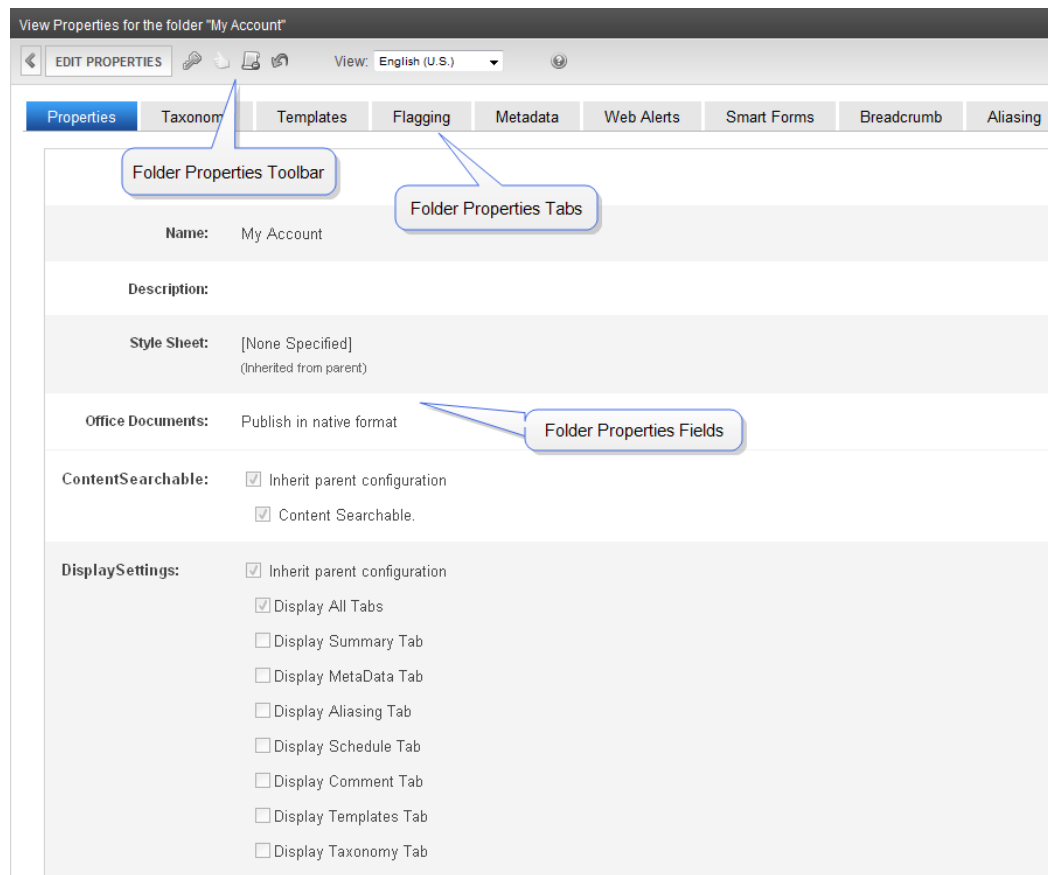 View Properties for the folder "My Account"
EDIT PROPERTIES View: English (U.S.)
Properties Taxonom Templates Flagging Metadata Web Alerts Smart Forms Breadcrumb Aliasing
Folder Properties Toolbar
Folder Properties Tabs
Name: My Account
Description:
Style Sheet: [None Specified]
(Inherited from parent)
Office Documents: Publish in native format
Folder Properties Fields
ContentSearchable: Inherit parent configuration
Content Searchable.
DisplaySettings: Inherit parent configuration
Display All Tabs
Display Summary Tab
Display MetaData Tab
Display Aliasing Tab
Display Schedule Tab
Display Comment Tab
Display Templates Tab
Display Taxonomy Tab